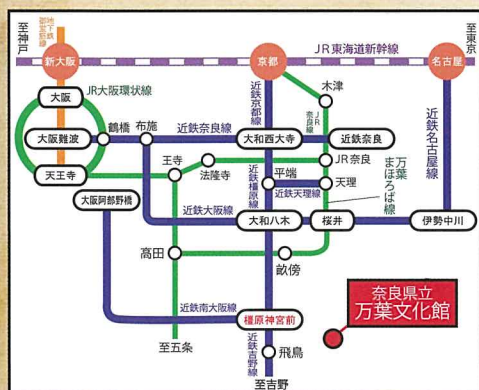 至神戸
地下鉄
御堂筋線
至東京
JR東海道新幹線
新大阪
京都
名古屋
大阪
JR大阪環状線
木津
近鉄京都線
JR奈良線
近鉄名古屋線
鶴橋
布施
近鉄奈良線
大阪難波
大和西大寺
近鉄奈良
王寺
法隆寺
JR奈良
万葉
まほろば線
天王寺
平端
天理
近鉄天理線
大阪阿部野橋
近鉄橿原線
近鉄大阪線
大和八木
桜井
伊勢中川
高田
畝傍
奈良県立
万葉文化館
近鉄南大阪線
橿原神宮前
至五条
近鉄吉野線
飛鳥
至吉野